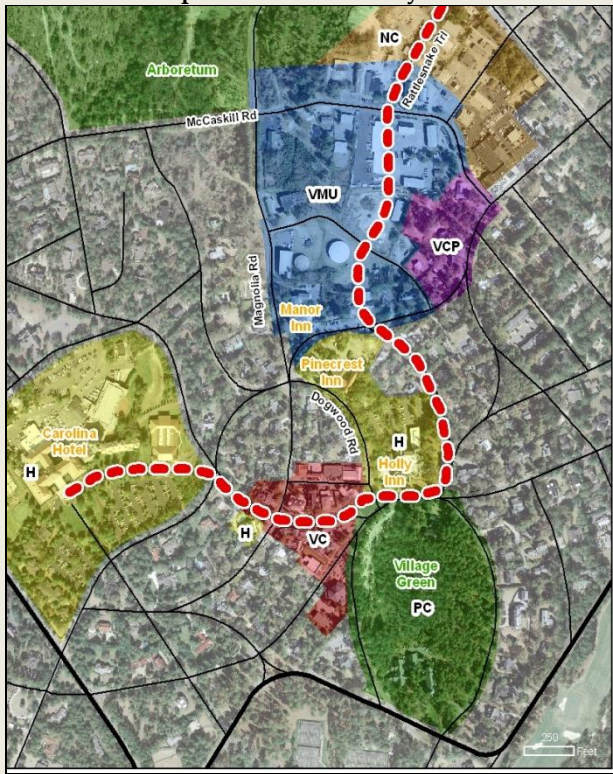 NC
Rattlesnake Trl
Arboretum
McCaskill Rd
VMU
VCP
Magnolia Rd
Manor
Inn
Pinecrest
Inn
Dogwood Rd
Carolina
Hotel
H
H
Holly
Inn
H
VC
Village
Green
PC
250
Feet